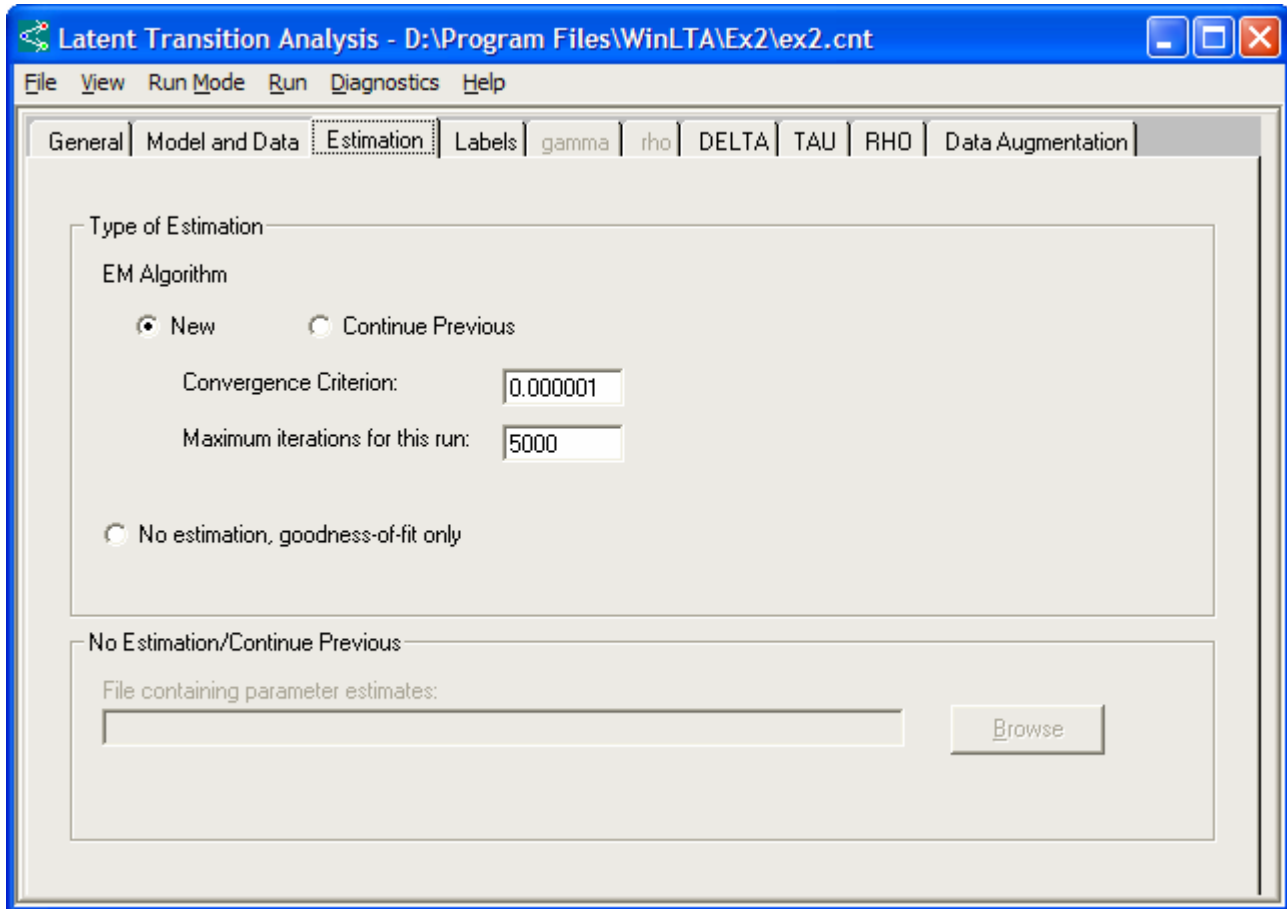 Latent Transition Analysis - D:\Program Files\WinLTA\Ex2\ex2.cnt
File View Run Mode Run Diagnostics Help
General Model and Data Estimation Labels gamma rho DELTA TAU RHO Data Augmentation
Type of Estimation
EM Algorithm
New Continue Previous
Convergence Criterion: 0.000001
Maximum iterations for this run: 5000
No estimation, goodness-of-fit only
No Estimation/Continue Previous
File containing parameter estimates:
Browse